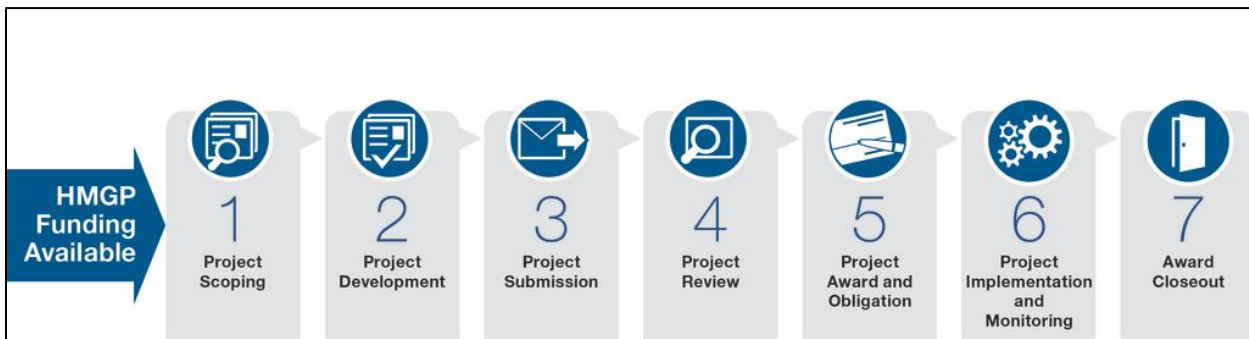 HMGP
Funding
Available
1
Project
Scoping
2
Project
Development
3
Project
Submission
4
Project
Review
5
Project
Award and
Obligation
6
Project
Implementation
and
Monitoring
7
Award
Closeout